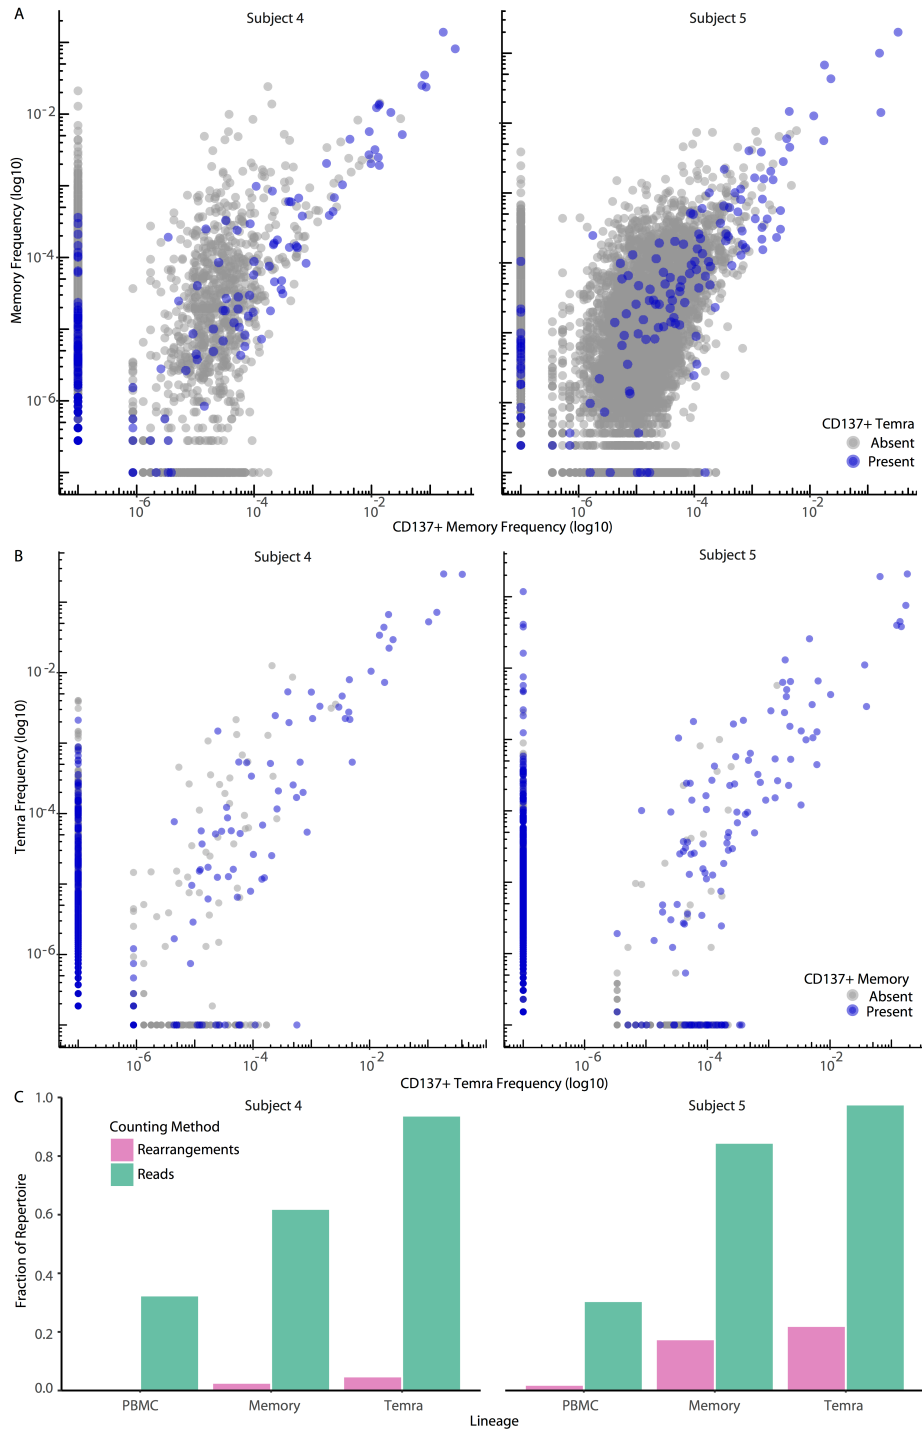 A
Subject 4
Subject 5
Memory Frequency (log10)
10-2
10-4
10-6
10-6
10-4
10-2
10-6
10-4
10-2
CD137+ Temra
Absent
Present
CD137+ Memory Frequency (log10)
B
Subject 4
Subject 5
Temra Frequency (log10)
10-2
10-4
10-6
10-6
10-4
10-2
10-6
10-4
10-2
CD137+ Memory
Absent
Present
CD137+ Temra Frequency (log10)
C
Subject 4
Subject 5
Fraction of Repertoire
1.0
0.8
0.6
0.4
0.2
0.0
Counting Method
Rearrangements
Reads
PBMC
Memory
Temra
PBMC
Memory
Temra
Lineage